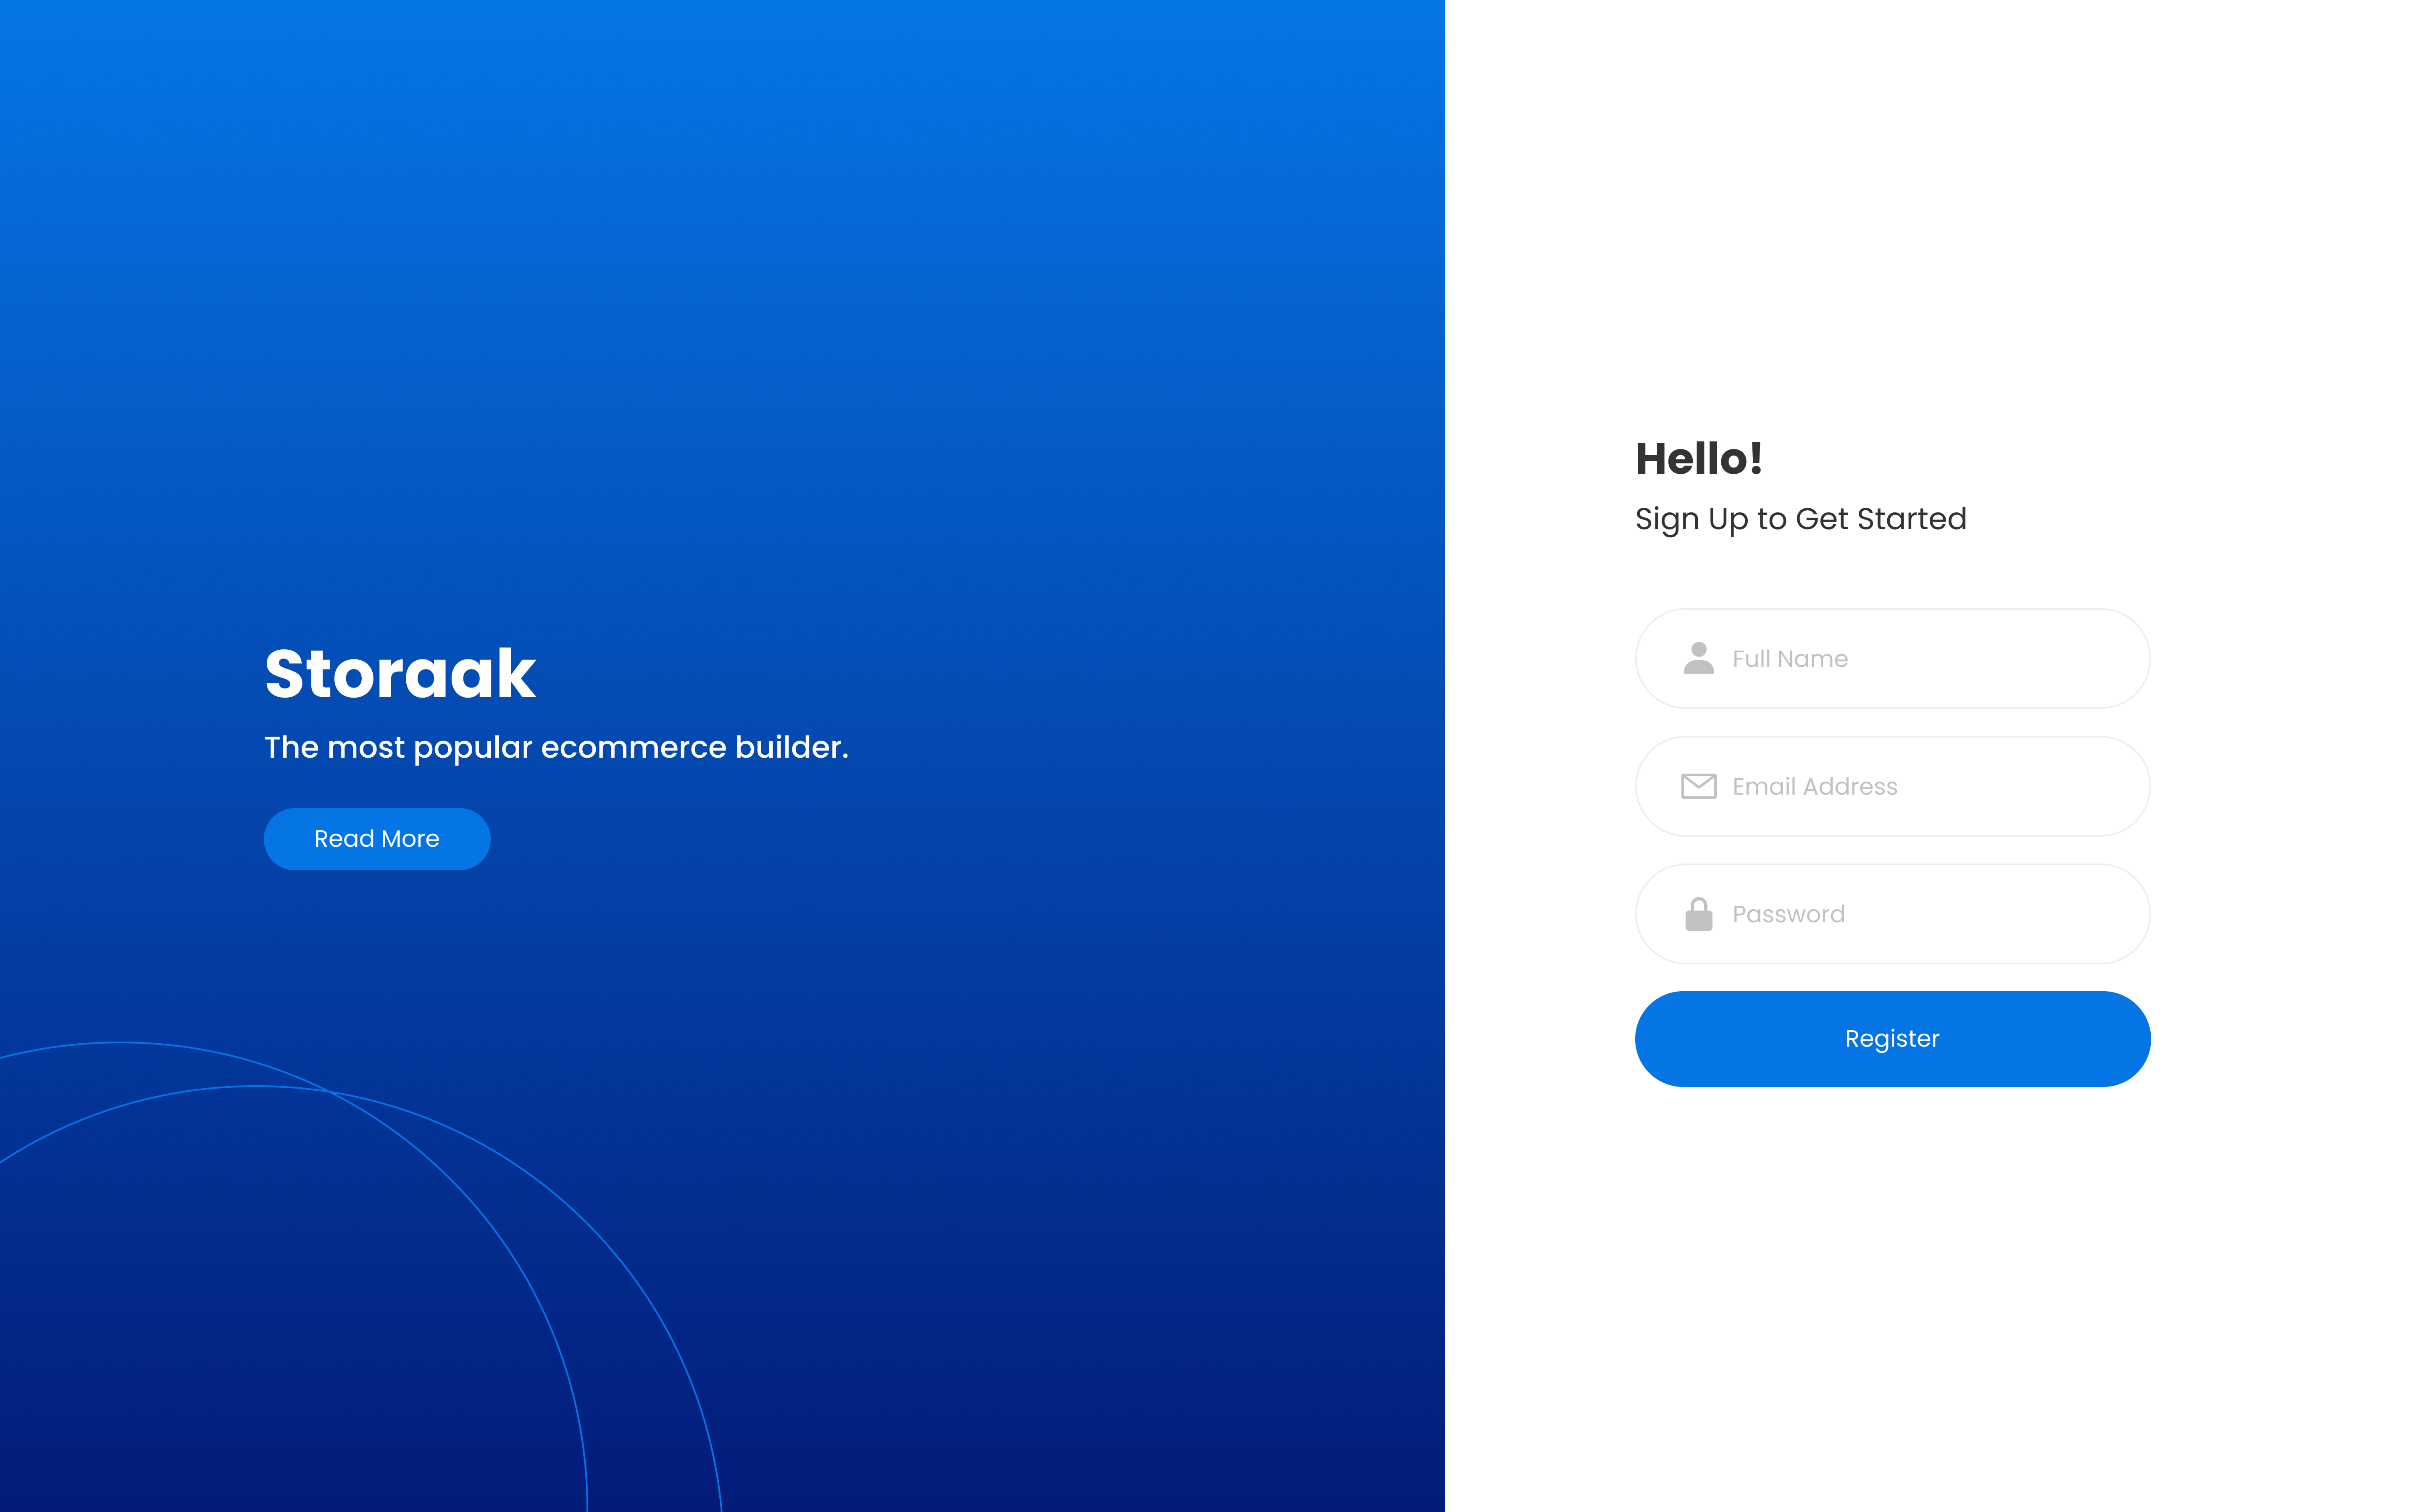 Storaak
The most popular ecommerce builder.
Read More
Hello!
Sign Up to Get Started
Full Name
Email Address
Password
Register